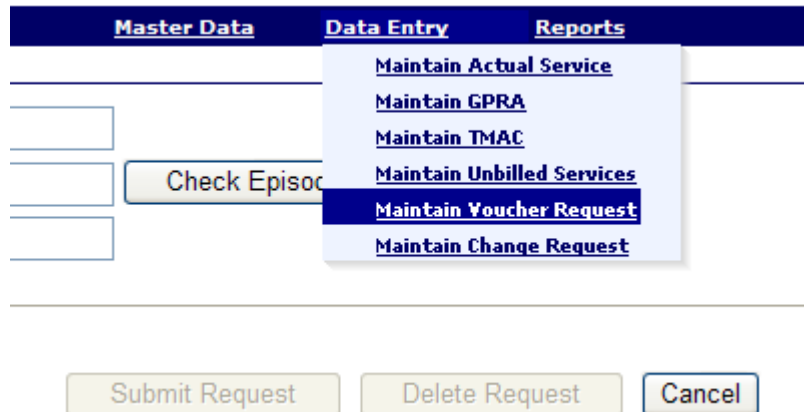 Master Data Data Entry Reports
Maintain Actual Service
Maintain GPRA
Maintain TMAC
Check Episo
Maintain Unbilled Services
Maintain Voucher Request
Maintain Change Request
Submit Request Delete Request Cancel